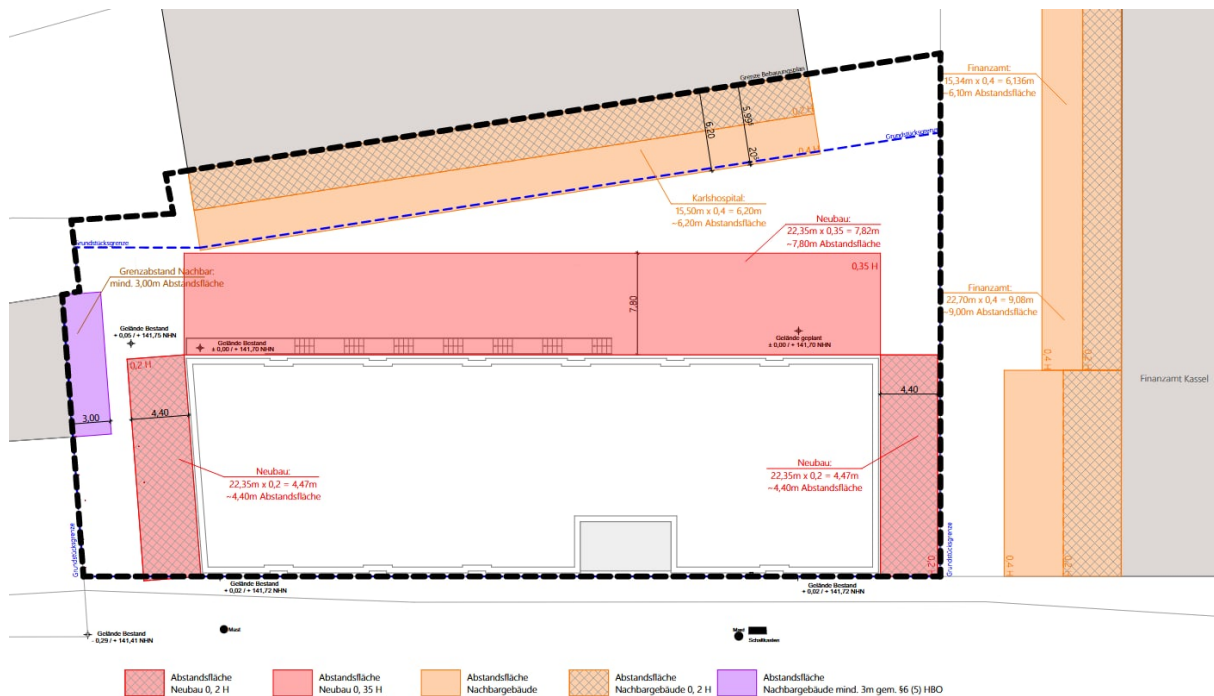 Grenze Bebauungsplan
Finanzamt:
15,34m x 0,4 = 6,136m
~6,10m Abstandsfläche
0,2 H
5,99⁵
6,20
20⁵
0,4 H
Grundstücksgrenze
Karlshospital:
15,50m x 0,4 = 6,20m
~6,20m Abstandsfläche
Neubau:
22,35m x 0,35 = 7,82m
~7,80m Abstandsfläche
Grundstücksgrenze
Grenzabstand Nachbar:
mind. 3,00m Abstandsfläche
0,35 H
7,80
Finanzamt:
22,70m x 0,4 = 9,08m
~9,00m Abstandsfläche
Gelände Bestand
+ 0,05 / + 141,75 NHN
Gelände Bestand
± 0,00 / + 141,70 NHN
Gelände geplant
± 0,00 / + 141,70 NHN
0,4 H
0,2 H
0,2 H
Finanzamt Kassel
4,40
4,40
3,00
Neubau:
22,35m x 0,2 = 4,47m
~4,40m Abstandsfläche
Neubau:
22,35m x 0,2 = 4,47m
~4,40m Abstandsfläche
Grundstücksgrenze
Grundstücksgrenze
0,2 H
0,4 H
0,2 H
Gelände Bestand
+ 0,02 / + 141,72 NHN
Gelände Bestand
+ 0,02 / + 141,72 NHN
Gelände Bestand
- 0,29 / + 141,41 NHN
Mast
Mast
Schaltkasten
Abstandsfläche
Neubau 0, 2 H
Abstandsfläche
Neubau 0, 35 H
Abstandsfläche
Nachbargebäude
Abstandsfläche
Nachbargebäude 0, 2 H
Abstandsfläche
Nachbargebäude mind. 3m gem. §6 (5) HBO